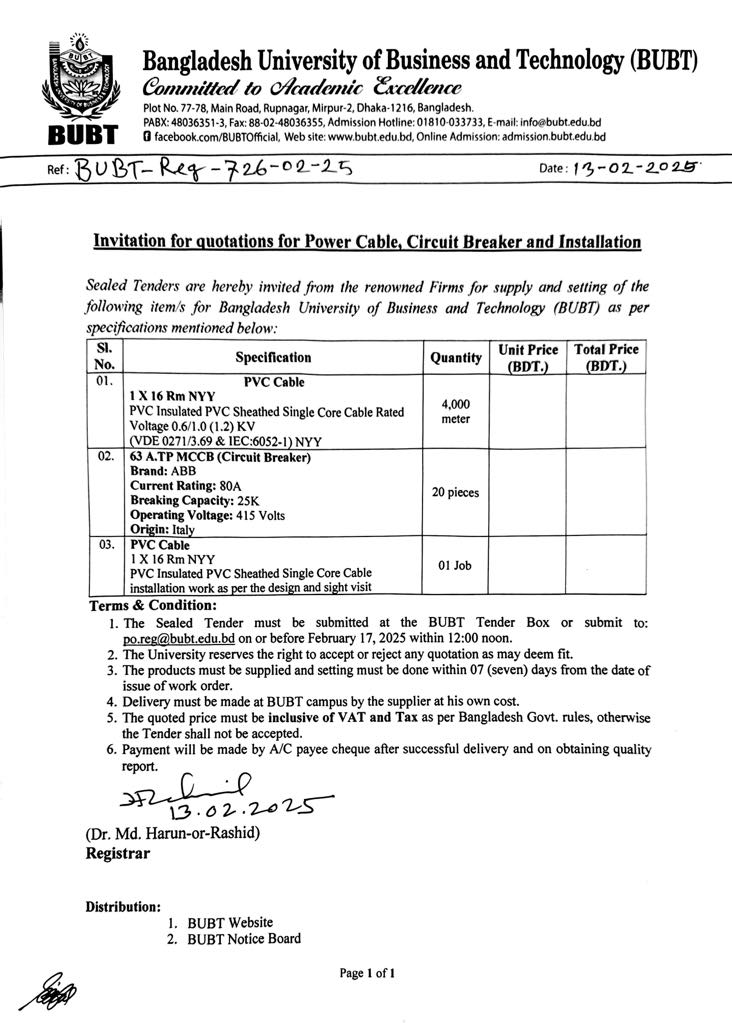 BUBT
Bangladesh University of Business and Technology (BUBT)
Committed to Academic Excellence
Plot No. 77-78, Main Road, Rupnagar, Mirpur-2, Dhaka-1216, Bangladesh.
PABX: 48036351-3, Fax: 88-02-48036355, Admission Hotline: 01810-033733, E-mail: info@bubt.edu.bd
facebook.com/BUBTOfficial, Web site: www.bubt.edu.bd, Online Admission: admission.bubt.edu.bd
Ref: BUBT-Reg-726-02-25 Date: 13-02-2025
Invitation for quotations for Power Cable, Circuit Breaker and Installation
Sealed Tenders are hereby invited from the renowned Firms for supply and setting of the
following item/s for Bangladesh University of Business and Technology (BUBT) as per
specifications mentioned below:
Sl. No. Specification Quantity Unit Price (BDT.) Total Price (BDT.)
01. PVC Cable
1 X 16 Rm NYY
PVC Insulated PVC Sheathed Single Core Cable Rated
Voltage 0.6/1.0 (1.2) KV
(VDE 0271/3.69 & IEC:6052-1) NYY
4,000
meter
02. 63 A.TP MCCB (Circuit Breaker)
Brand: ABB
Current Rating: 80A
Breaking Capacity: 25K
Operating Voltage: 415 Volts
Origin: Italy
20 pieces
03. PVC Cable
1 X 16 Rm NYY
PVC Insulated PVC Sheathed Single Core Cable
installation work as per the design and sight visit
01 Job
Terms & Condition:
1. The Sealed Tender must be submitted at the BUBT Tender Box or submit to:
po.reg@bubt.edu.bd on or before February 17, 2025 within 12:00 noon.
2. The University reserves the right to accept or reject any quotation as may deem fit.
3. The products must be supplied and setting must be done within 07 (seven) days from the date of
issue of work order.
4. Delivery must be made at BUBT campus by the supplier at his own cost.
5. The quoted price must be inclusive of VAT and Tax as per Bangladesh Govt. rules, otherwise
the Tender shall not be accepted.
6. Payment will be made by A/C payee cheque after successful delivery and on obtaining quality
report.
13.02.2025
(Dr. Md. Harun-or-Rashid)
Registrar
Distribution:
1. BUBT Website
2. BUBT Notice Board
Page 1 of 1